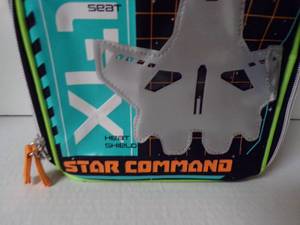 SEAT
XL-1
HEAT
SHIELD
STAR COMMAND